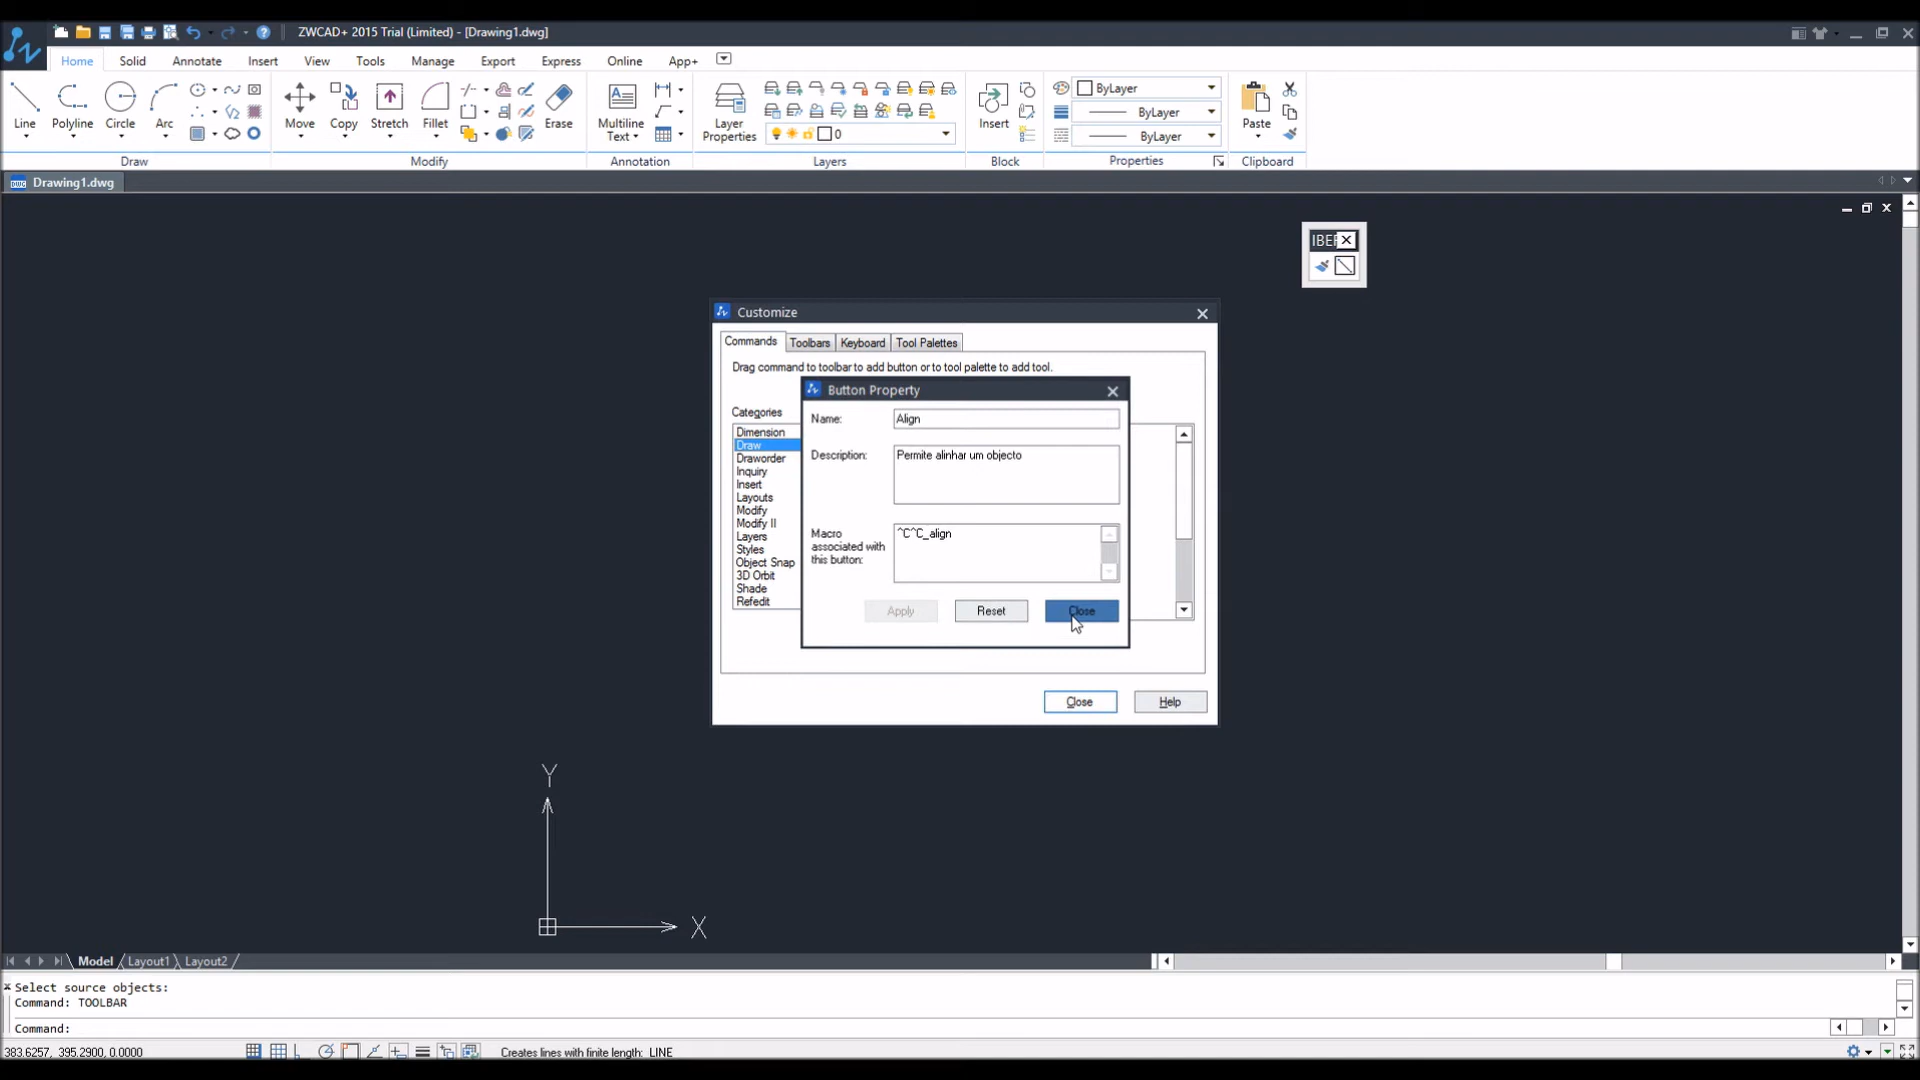 ZWCAD+ 2015 Trial (Limited) - [Drawing1.dwg]
Home Solid Annotate Insert View Tools Manage Export Express Online App+
Line Polyline Circle Arc Move Copy Stretch Fillet Erase Multiline Text Layer Properties Insert Paste
ByLayer
ByLayer
ByLayer
0
Draw Modify Annotation Layers Block Properties Clipboard
Drawing1.dwg
Customize
Commands Toolbars Keyboard Tool Palettes
Drag command to toolbar to add button or to tool palette to add tool.
Categories
Dimension
Draw
Draworder
Inquiry
Insert
Layouts
Modify
Modify II
Layers
Styles
Object Snap
3D Orbit
Shade
Refedit
Button Property
Name: Align
Description: Permite alinhar um objecto
Macro associated with this button: ^C^C_align
Apply Reset Close
Close Help
Y
X
Model Layout1 Layout2
Select source objects:
Command: TOOLBAR
Command:
383.6257, 395.2900, 0.0000
Creates lines with finite length: LINE